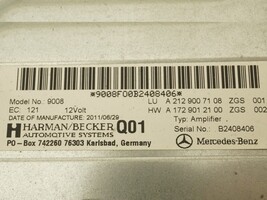 *9008F00B2408406*
Model No. 9008 LU A 212 900 71 08 ZGS 001
EC: 121 12Volt HW A 172 901 21 00 ZGS 002
DATE OF MANUFACTURE: 2011/06/29 Typ: Amplifier
HARMAN/BECKER Q01 Serial No. B2408406
AUTOMOTIVE SYSTEMS
PO-Box 742260 76303 Karlsbad, Germany Mercedes-Benz